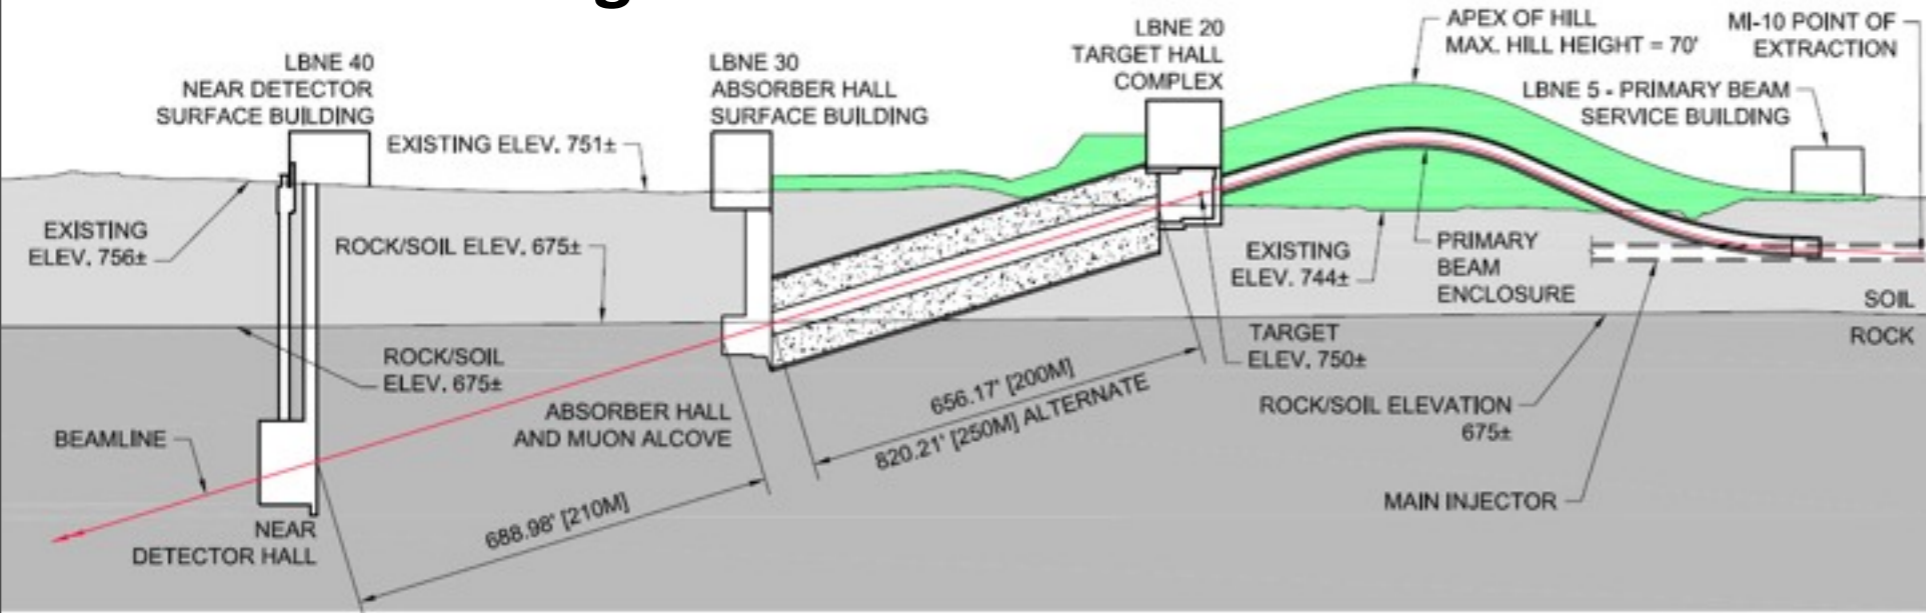 g
LBNE 40
NEAR DETECTOR
SURFACE BUILDING
EXISTING ELEV. 751±
LBNE 30
ABSORBER HALL
SURFACE BUILDING
LBNE 20
TARGET HALL
COMPLEX
APEX OF HILL
MAX. HILL HEIGHT = 70'
MI-10 POINT OF
EXTRACTION
LBNE 5 - PRIMARY BEAM
SERVICE BUILDING
EXISTING
ELEV. 756±
ROCK/SOIL ELEV. 675±
EXISTING
ELEV. 744±
PRIMARY
BEAM
ENCLOSURE
SOIL
ROCK
ROCK/SOIL
ELEV. 675±
TARGET
ELEV. 750±
656.17' [200M]
820.21' [250M] ALTERNATE
ROCK/SOIL ELEVATION
675±
BEAMLINE
ABSORBER HALL
AND MUON ALCOVE
688.98' [210M]
MAIN INJECTOR
NEAR
DETECTOR HALL